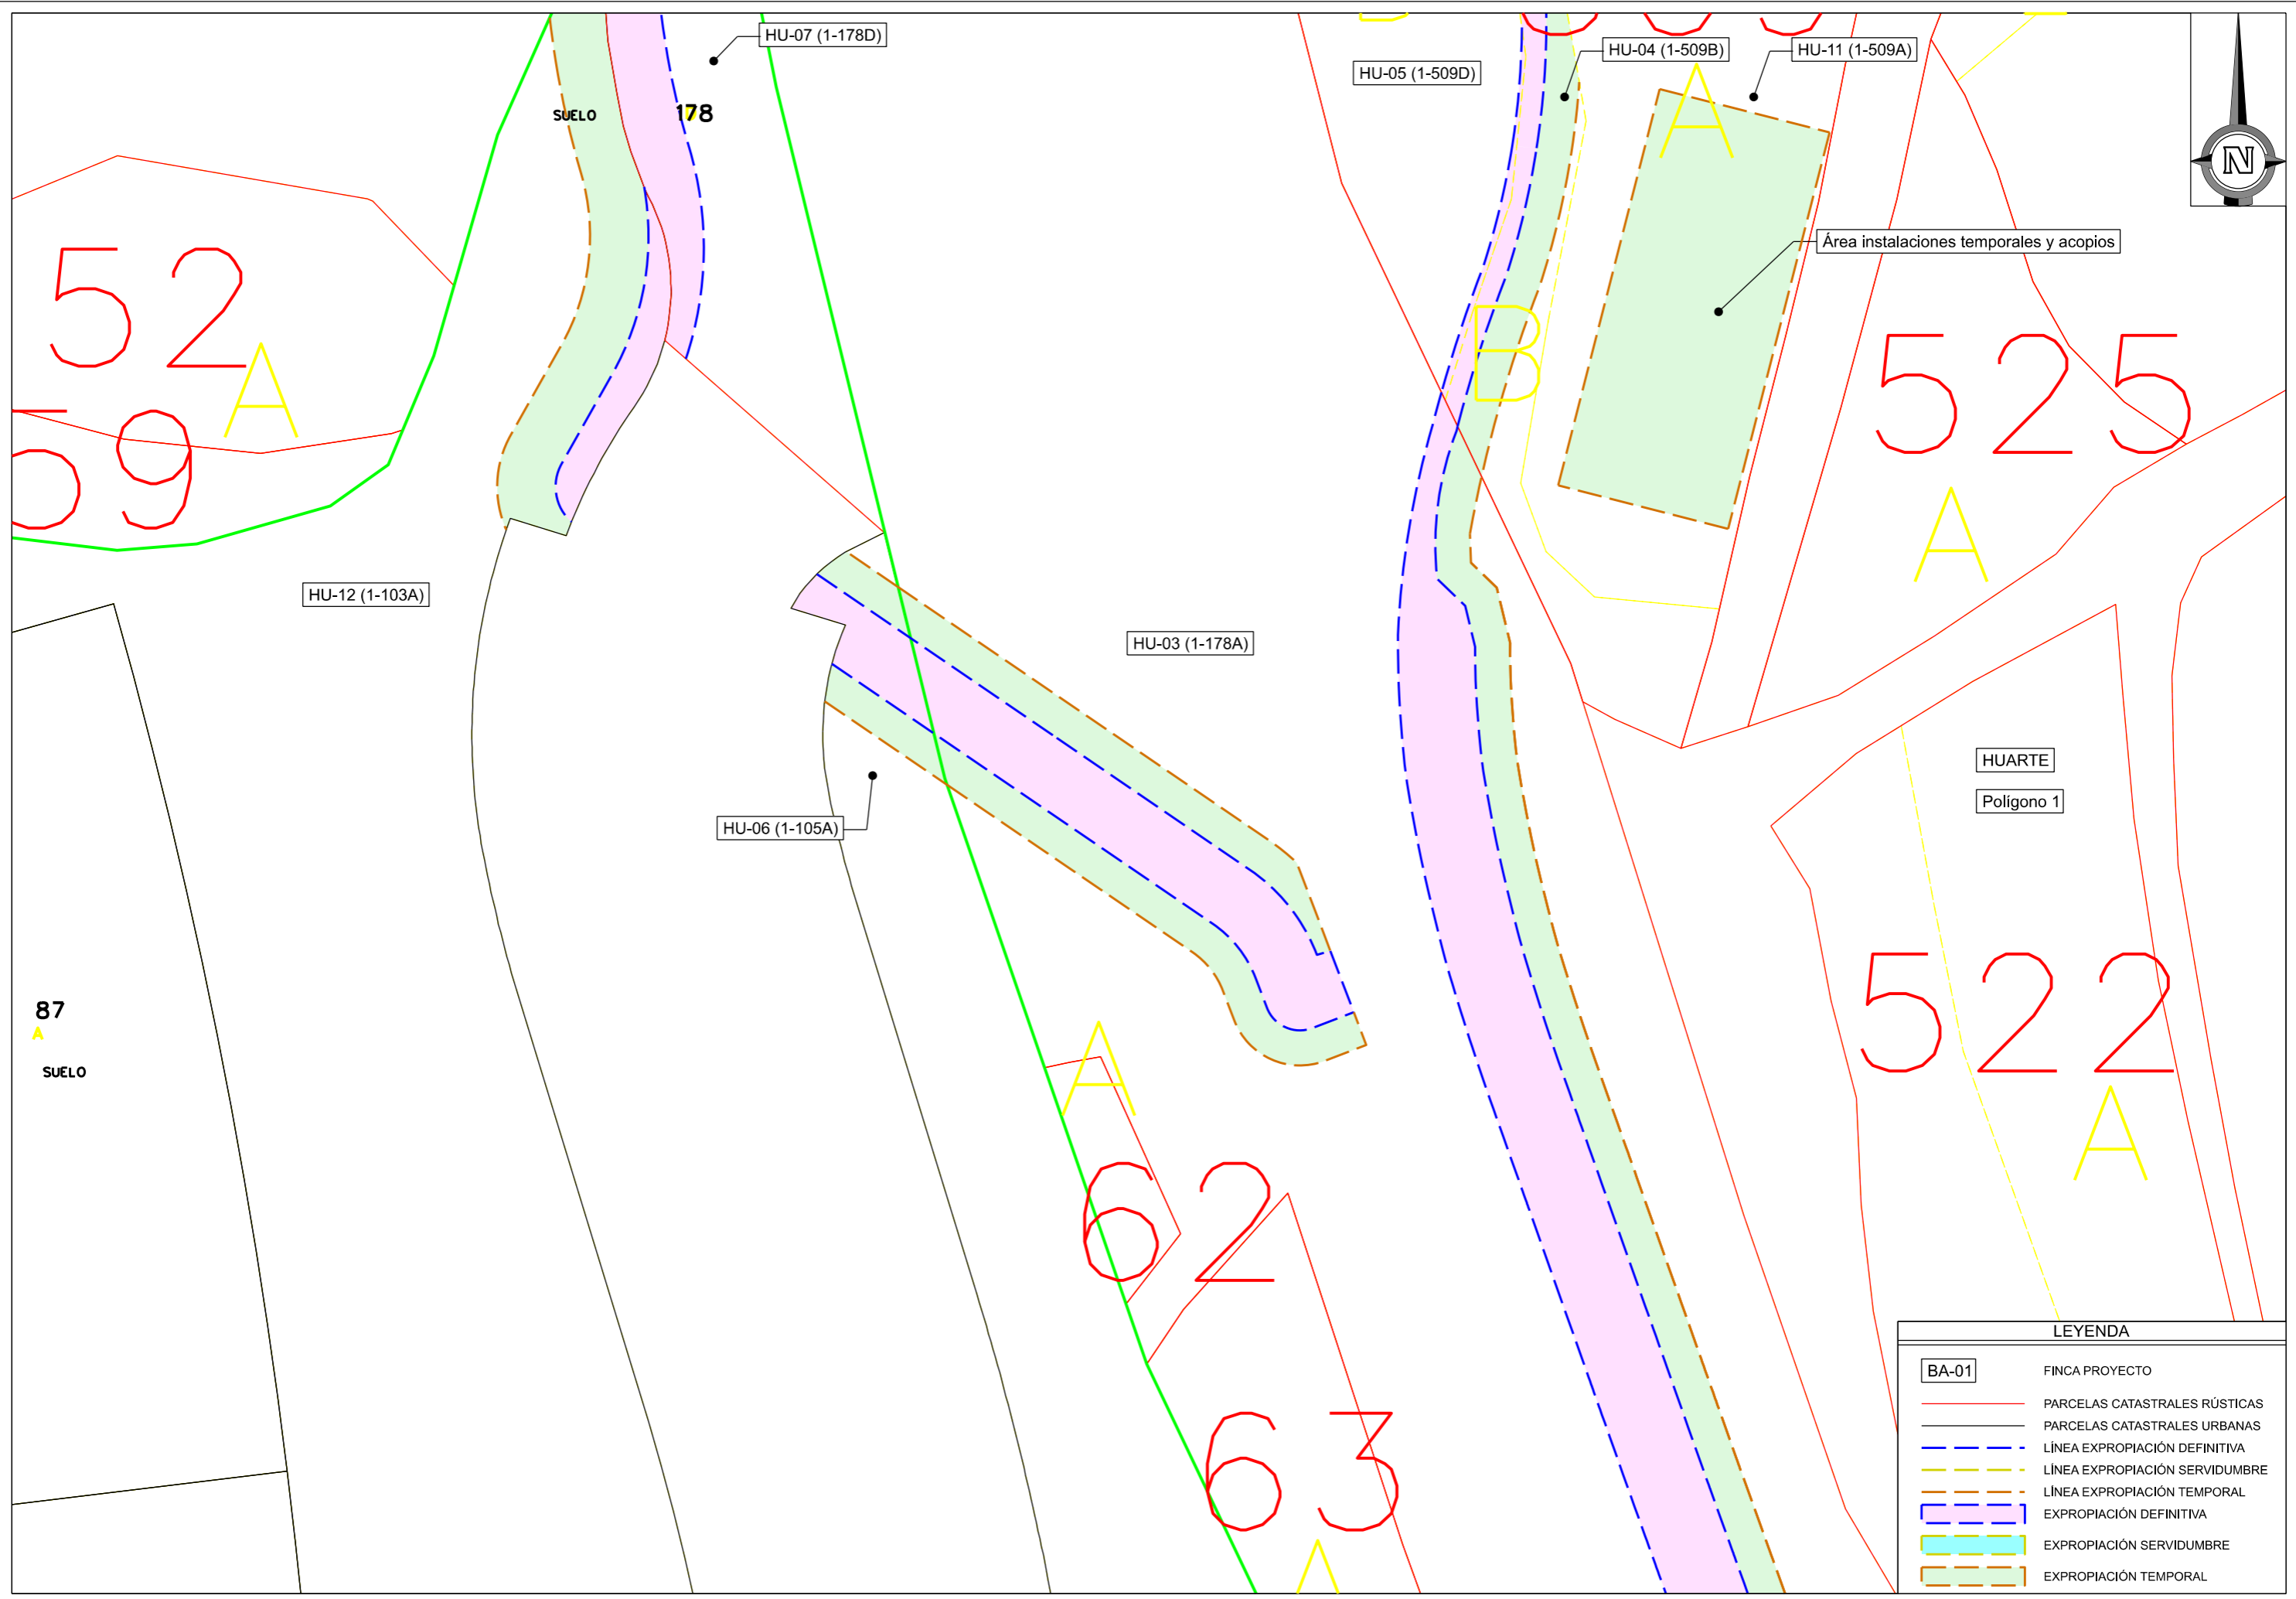 HU-07 (1-178D)
HU-04 (1-509B)
HU-11 (1-509A)
HU-05 (1-509D)
A
SUELO
178
N
Área instalaciones temporales y acopios
52
A
B
525
59
A
HU-12 (1-103A)
HU-03 (1-178A)
HUARTE
Polígono 1
HU-06 (1-105A)
87
A
SUELO
522
A
A
62
63
A
LEYENDA
BA-01 FINCA PROYECTO
PARCELAS CATASTRALES RÚSTICAS
PARCELAS CATASTRALES URBANAS
LÍNEA EXPROPIACIÓN DEFINITIVA
LÍNEA EXPROPIACIÓN SERVIDUMBRE
LÍNEA EXPROPIACIÓN TEMPORAL
EXPROPIACIÓN DEFINITIVA
EXPROPIACIÓN SERVIDUMBRE
EXPROPIACIÓN TEMPORAL